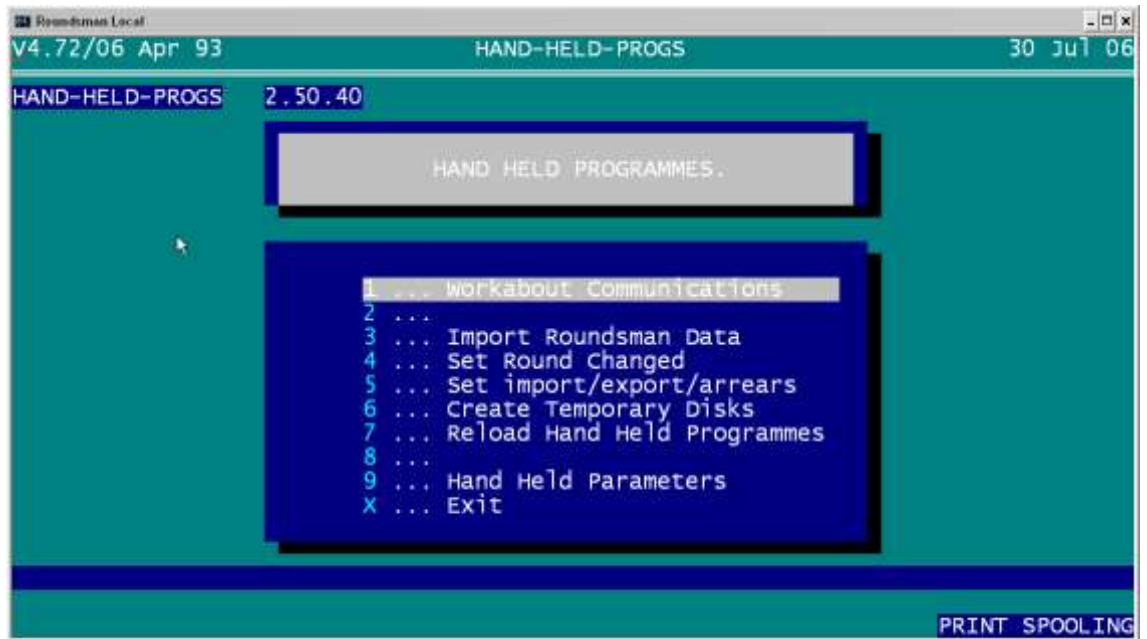 Roundsman Local
V4.72/06 Apr 93 HAND-HELD-PROGS 30 Jul 06
HAND-HELD-PROGS 2.50.40
HAND HELD PROGRAMMES.
1 ... Workabout Communications
2 ...
3 ... Import Roundsman Data
4 ... Set Round Changed
5 ... Set import/export/arrears
6 ... Create Temporary Disks
7 ... Reload Hand Held Programmes
8 ...
9 ... Hand Held Parameters
X ... Exit
PRINT SPOOLING